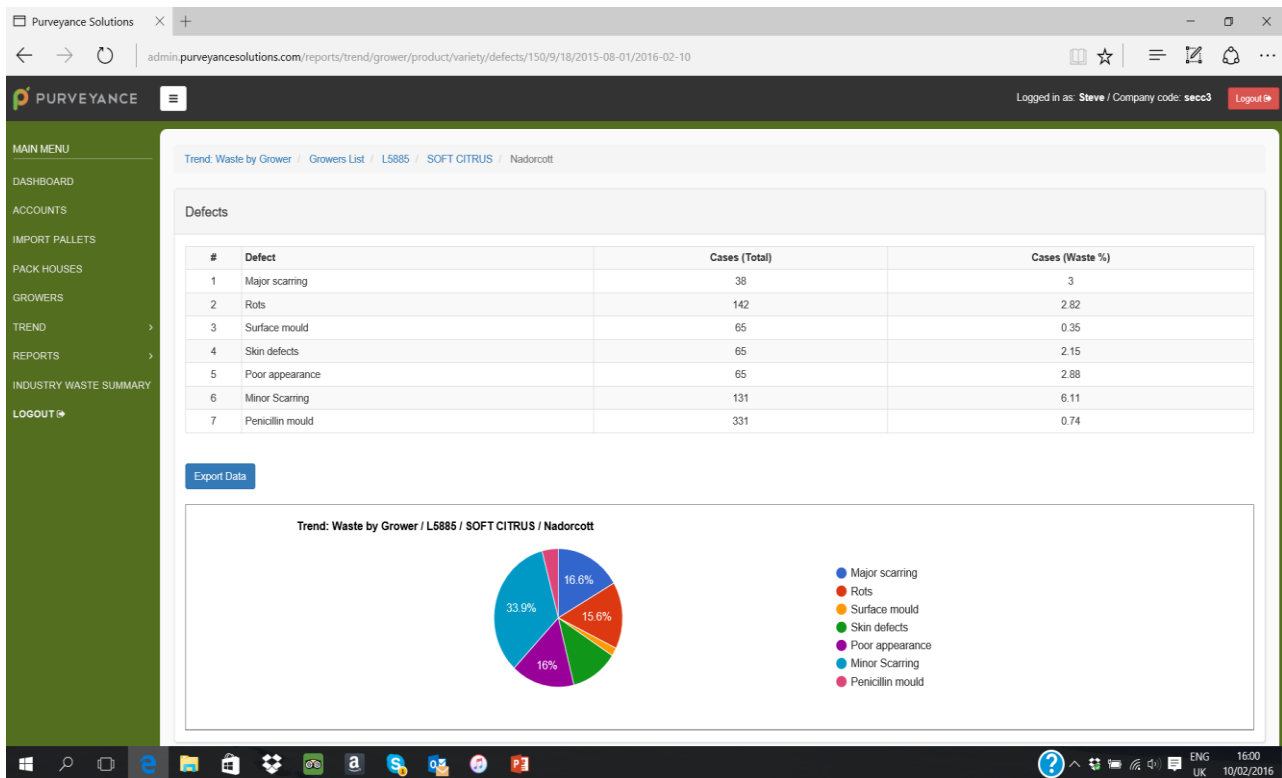 Purveyance Solutions
admin.purveyancesolutions.com/reports/trend/grower/product/variety/defects/150/9/18/2015-08-01/2016-02-10
PURVEYANCE
Logged in as: Steve / Company code: secc3
Logout
MAIN MENU
DASHBOARD
ACCOUNTS
IMPORT PALLETS
PACK HOUSES
GROWERS
TREND
REPORTS
INDUSTRY WASTE SUMMARY
LOGOUT
Trend: Waste by Grower / Growers List / L5885 / SOFT CITRUS / Nadorcott
Defects
# Defect Cases (Total) Cases (Waste %)
1 Major scarring 38 3
2 Rots 142 2.82
3 Surface mould 65 0.35
4 Skin defects 65 2.15
5 Poor appearance 65 2.88
6 Minor Scarring 131 6.11
7 Penicillin mould 331 0.74
Export Data
Trend: Waste by Grower / L5885 / SOFT CITRUS / Nadorcott
16.6%
33.9%
15.6%
16%
Major scarring
Rots
Surface mould
Skin defects
Poor appearance
Minor Scarring
Penicillin mould
ENG
UK
16:00
10/02/2016